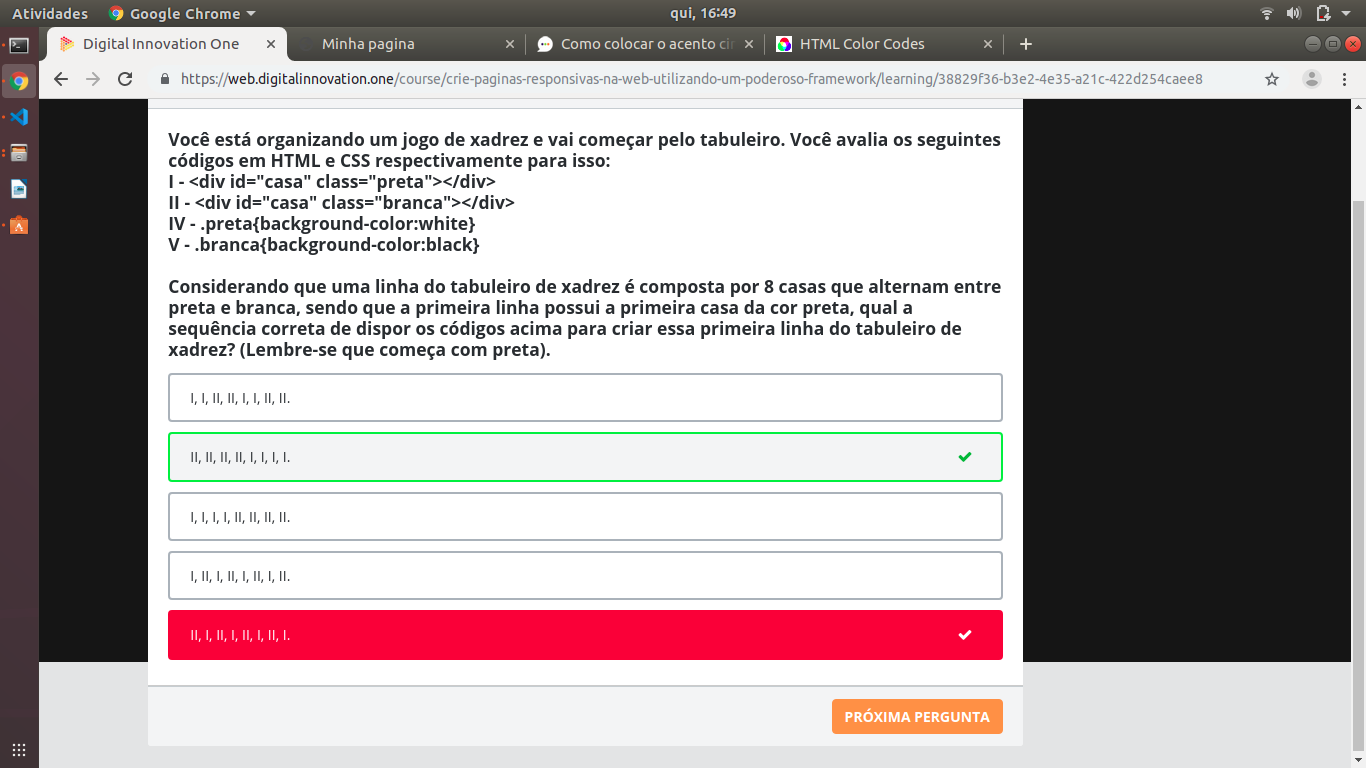 Atividades
Google Chrome
qui, 16:49
Digital Innovation One
Minha pagina
Como colocar o acento cir
HTML Color Codes
https://web.digitalinnovation.one/course/crie-paginas-responsivas-na-web-utilizando-um-poderoso-framework/learning/38829f36-b3e2-4e35-a21c-422d254caee8
Você está organizando um jogo de xadrez e vai começar pelo tabuleiro. Você avalia os seguintes
códigos em HTML e CSS respectivamente para isso:
I - <div id="casa" class="preta"></div>
II - <div id="casa" class="branca"></div>
IV - .preta{background-color:white}
V - .branca{background-color:black}
Considerando que uma linha do tabuleiro de xadrez é composta por 8 casas que alternam entre
preta e branca, sendo que a primeira linha possui a primeira casa da cor preta, qual a
sequência correta de dispor os códigos acima para criar essa primeira linha do tabuleiro de
xadrez? (Lembre-se que começa com preta).
I, I, II, II, I, I, II, II.
II, II, II, II, I, I, I, I.
I, I, I, I, II, II, II, II.
I, II, I, II, I, II, I, II.
II, I, II, I, II, I, II, I.
PRÓXIMA PERGUNTA